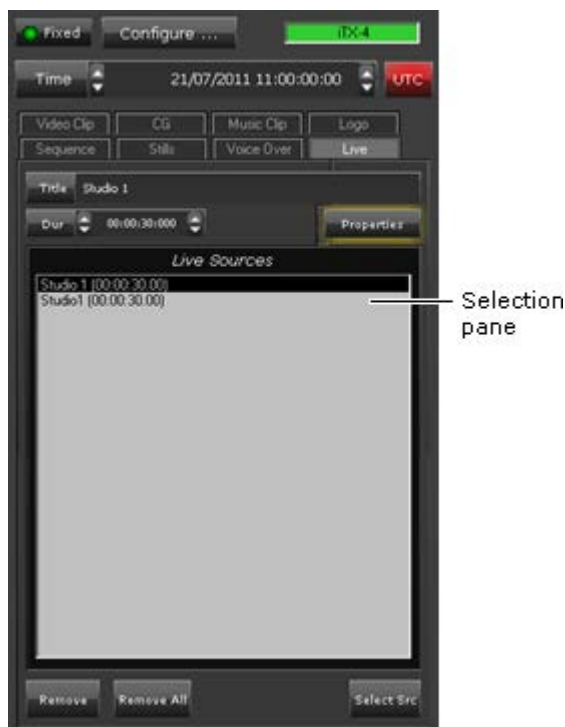 Fixed Configure ... iTX-4
Time 21/07/2011 11:00:00:00 UTC
Video Clip CG Music Clip Logo
Sequence Stills Voice Over Live
Title Studio 1
Dur 00:00:30:000 Properties
Live Sources
Studio 1 (00:00:30.00)
Studio1 (00:00:30.00)
Selection
pane
Remove Remove All Select Src